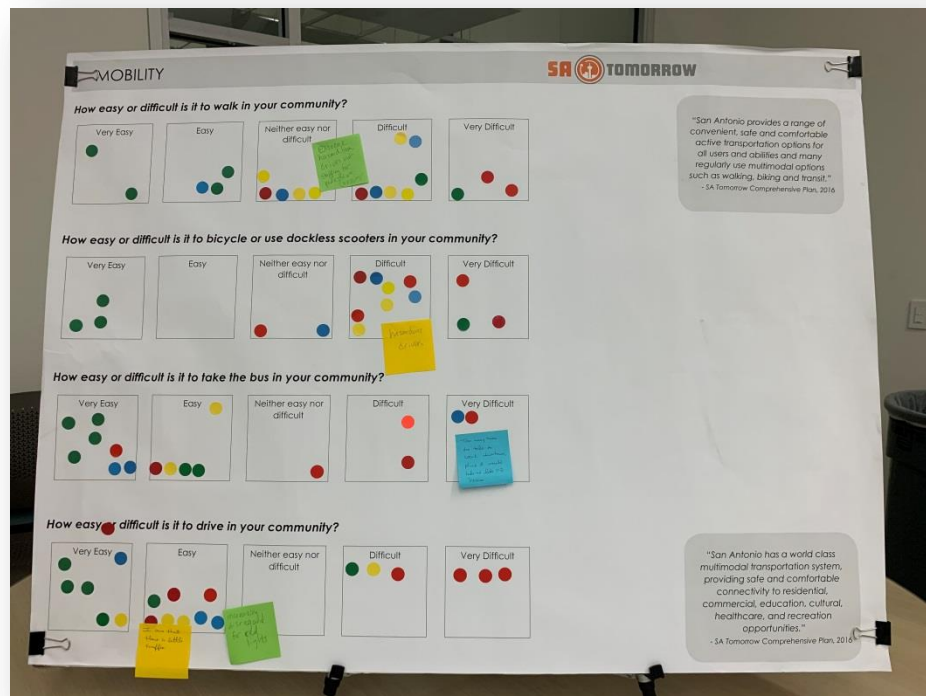 MOBILITY
SA TOMORROW
How easy or difficult is it to walk in your community?
Very Easy
Easy
Neither easy nor
difficult
Difficult
Very Difficult
"San Antonio provides a range of
convenient, safe and comfortable
active transportation options for
all users and abilities and many
regularly use multimodal options
such as walking, biking and transit."
- SA Tomorrow Comprehensive Plan, 2016
How easy or difficult is it to bicycle or use dockless scooters in your community?
Very Easy
Easy
Neither easy nor
difficult
Difficult
Very Difficult
How easy or difficult is it to take the bus in your community?
Very Easy
Easy
Neither easy nor
difficult
Difficult
Very Difficult
How easy or difficult is it to drive in your community?
Very Easy
Easy
Neither easy nor
difficult
Difficult
Very Difficult
"San Antonio has a world class
multimodal transportation system,
providing safe and comfortable
connectivity to residential,
commercial, education, cultural,
healthcare, and recreation
opportunities."
- SA Tomorrow Comprehensive Plan, 2016